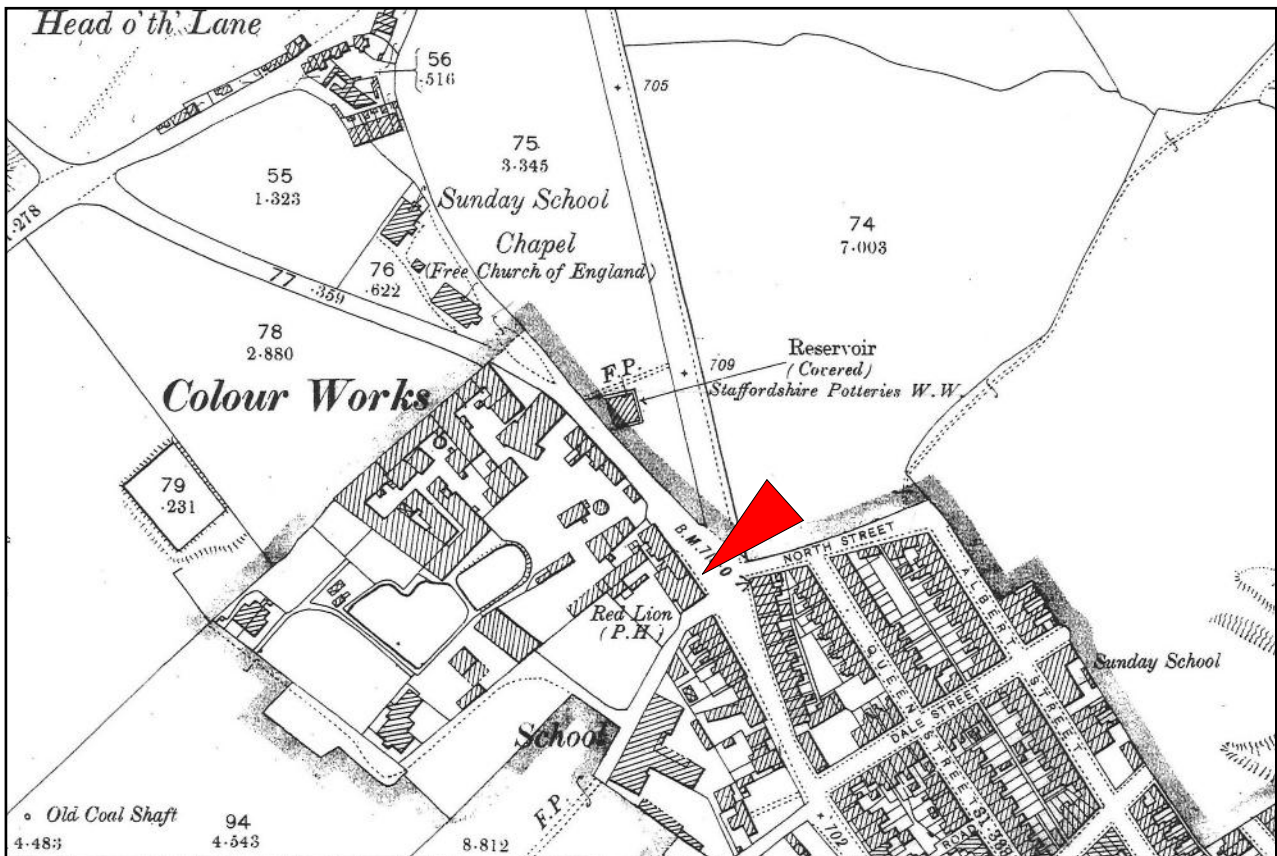 Head o' th' Lane
56
.516
705
75
3.345
55
1.323
Sunday School
74
7.003
Chapel
(Free Church of England)
76
.622
77 .359
78
2.880
Reservoir
(Covered)
Staffordshire Potteries W.W.
F.P.
709
Colour Works
79
.231
NORTH STREET
ALBERT STREET
Red Lion
(P.H)
QUEEN STREET
DALE STREET
Sunday School
School
F.P.
702
Old Coal Shaft
4.483
94
4.543
8.812